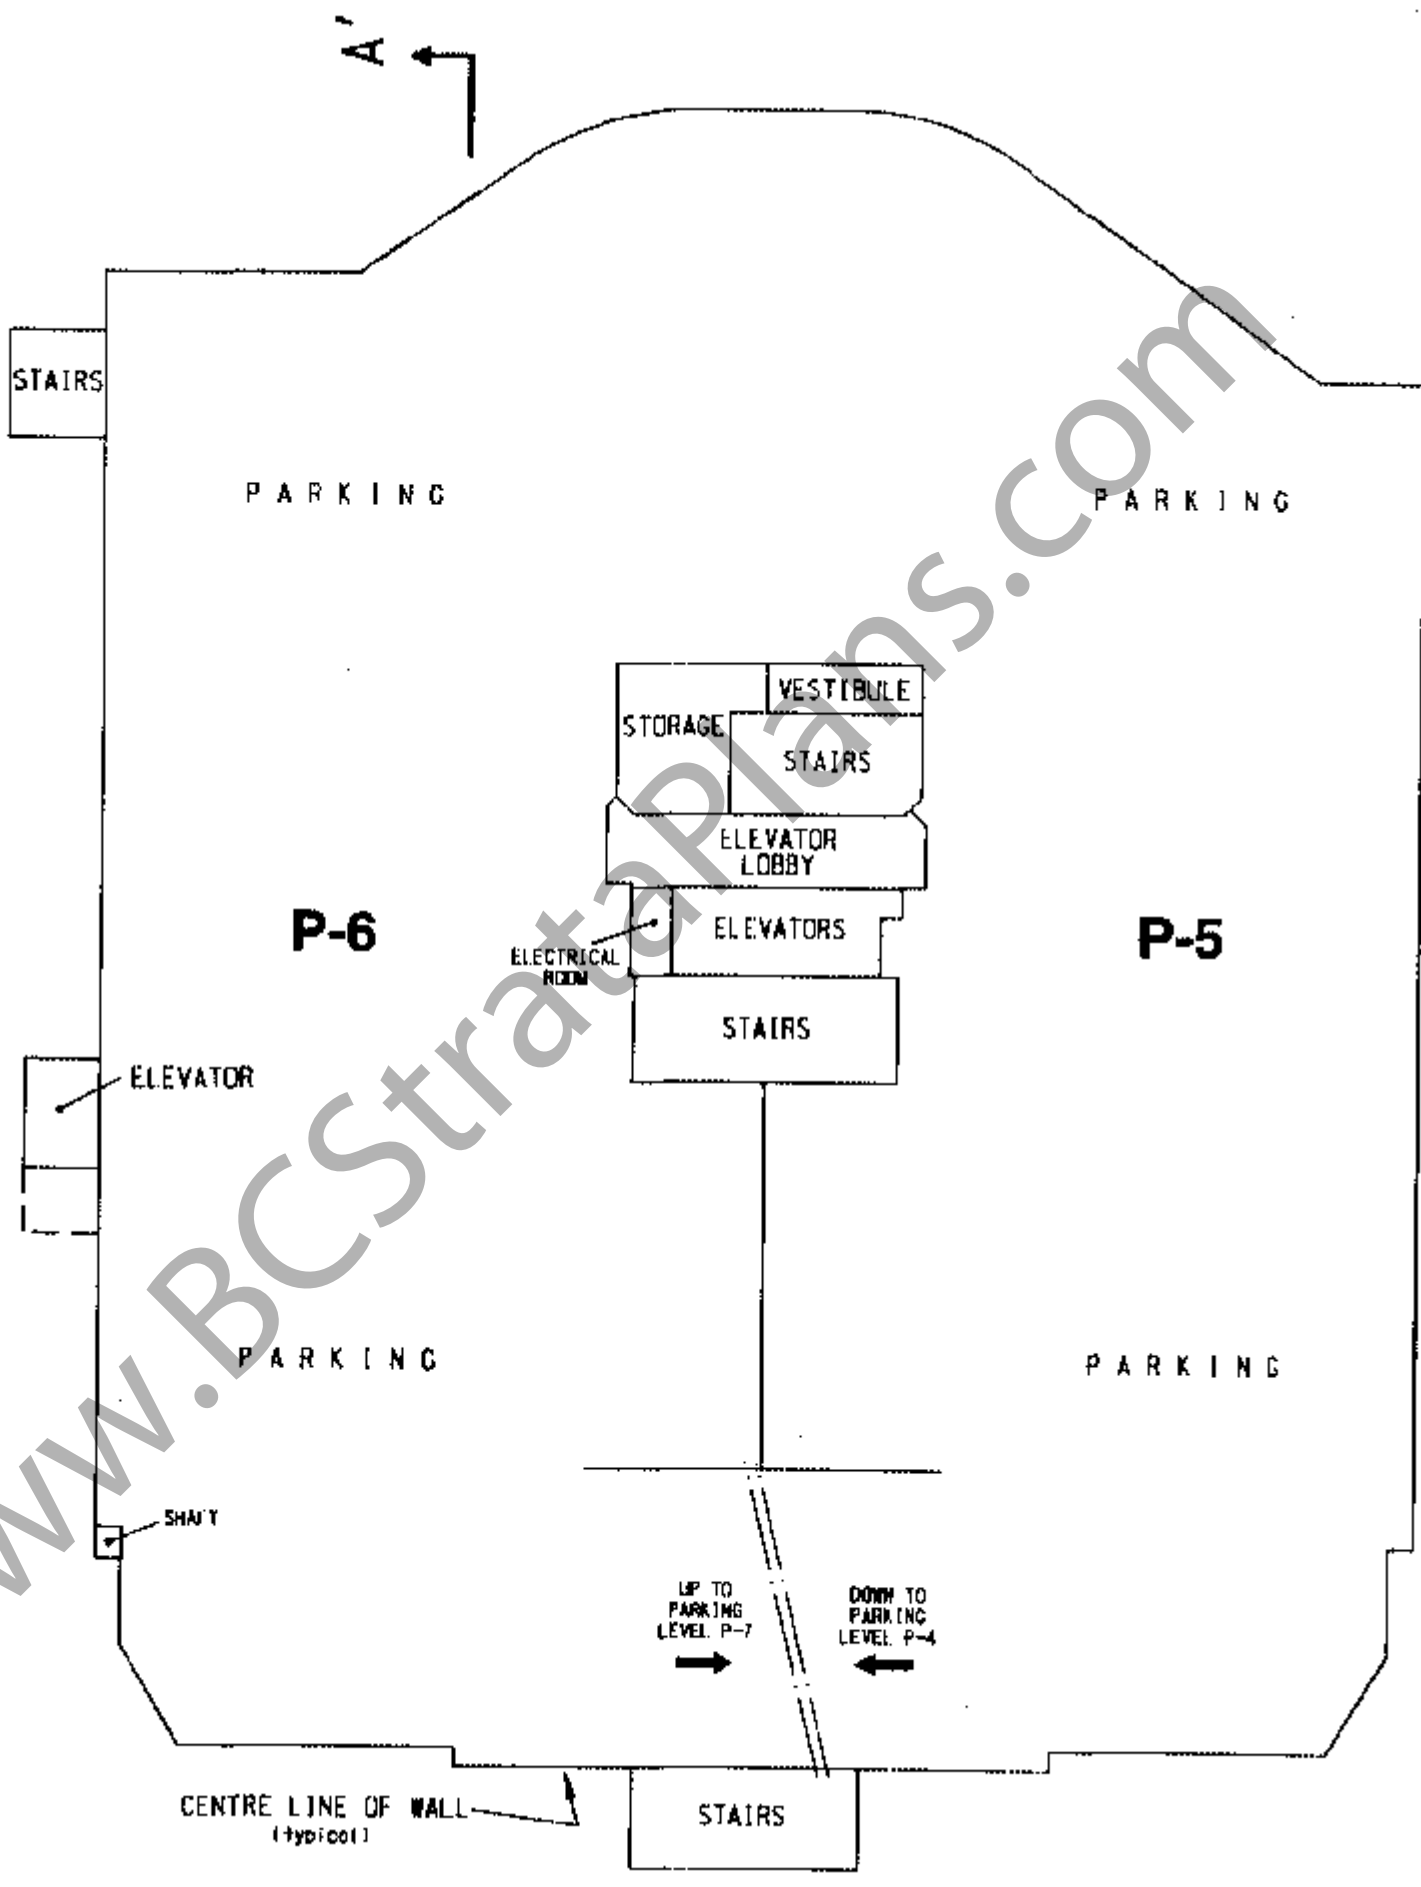 A'
STAIRS
PARKING
PARKING
VESTIBULE
STORAGE
STAIRS
ELEVATOR
LOBBY
P-6
ELEVATORS
P-5
ELECTRICAL
ROOM
STAIRS
ELEVATOR
PARKING
PARKING
SHAFT
UP TO
PARKING
LEVEL P-7
DOWN TO
PARKING
LEVEL P-4
CENTRE LINE OF WALL
(typical)
STAIRS
www.BCStrataPlans.com